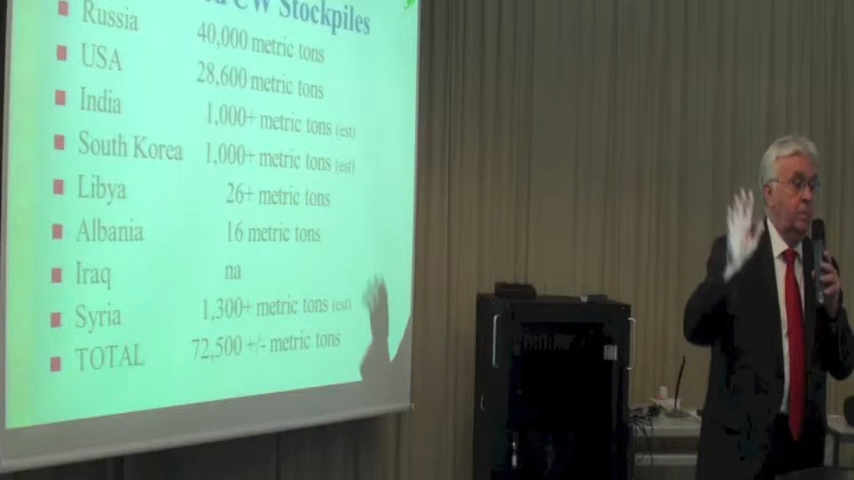 CW Stockpiles
Russia 40,000 metric tons
USA 28,600 metric tons
India 1,000+ metric tons (est)
South Korea 1,000+ metric tons (est)
Libya 26+ metric tons
Albania 16 metric tons
Iraq na
Syria 1,300+ metric tons (est)
TOTAL 72,500 +/- metric tons